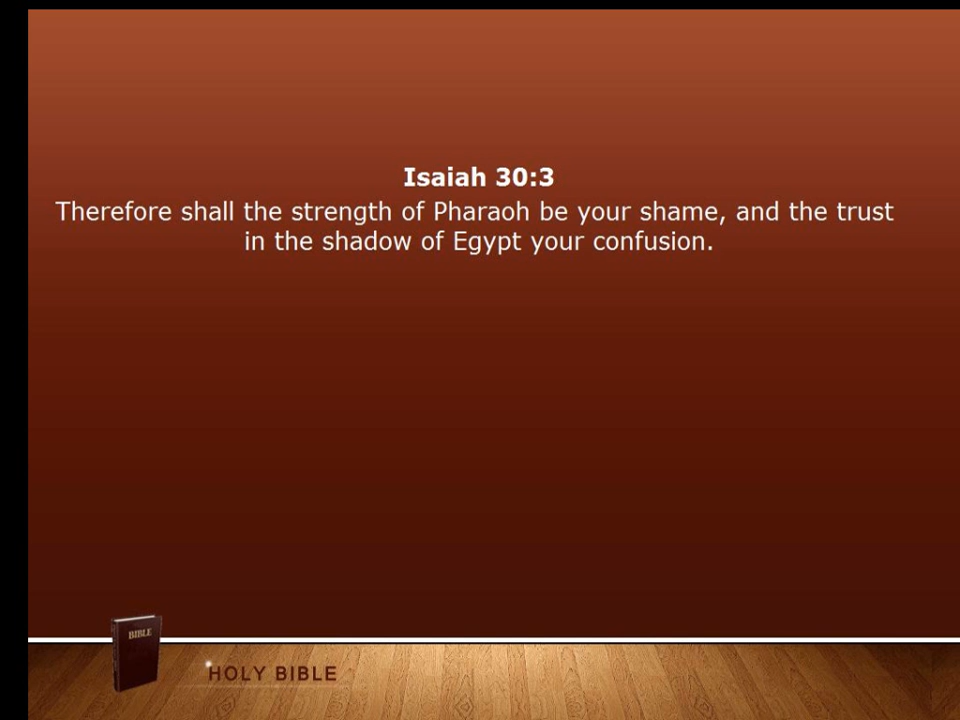 Isaiah 30:3
Therefore shall the strength of Pharaoh be your shame, and the trust
in the shadow of Egypt your confusion.
BIBLE
HOLY BIBLE